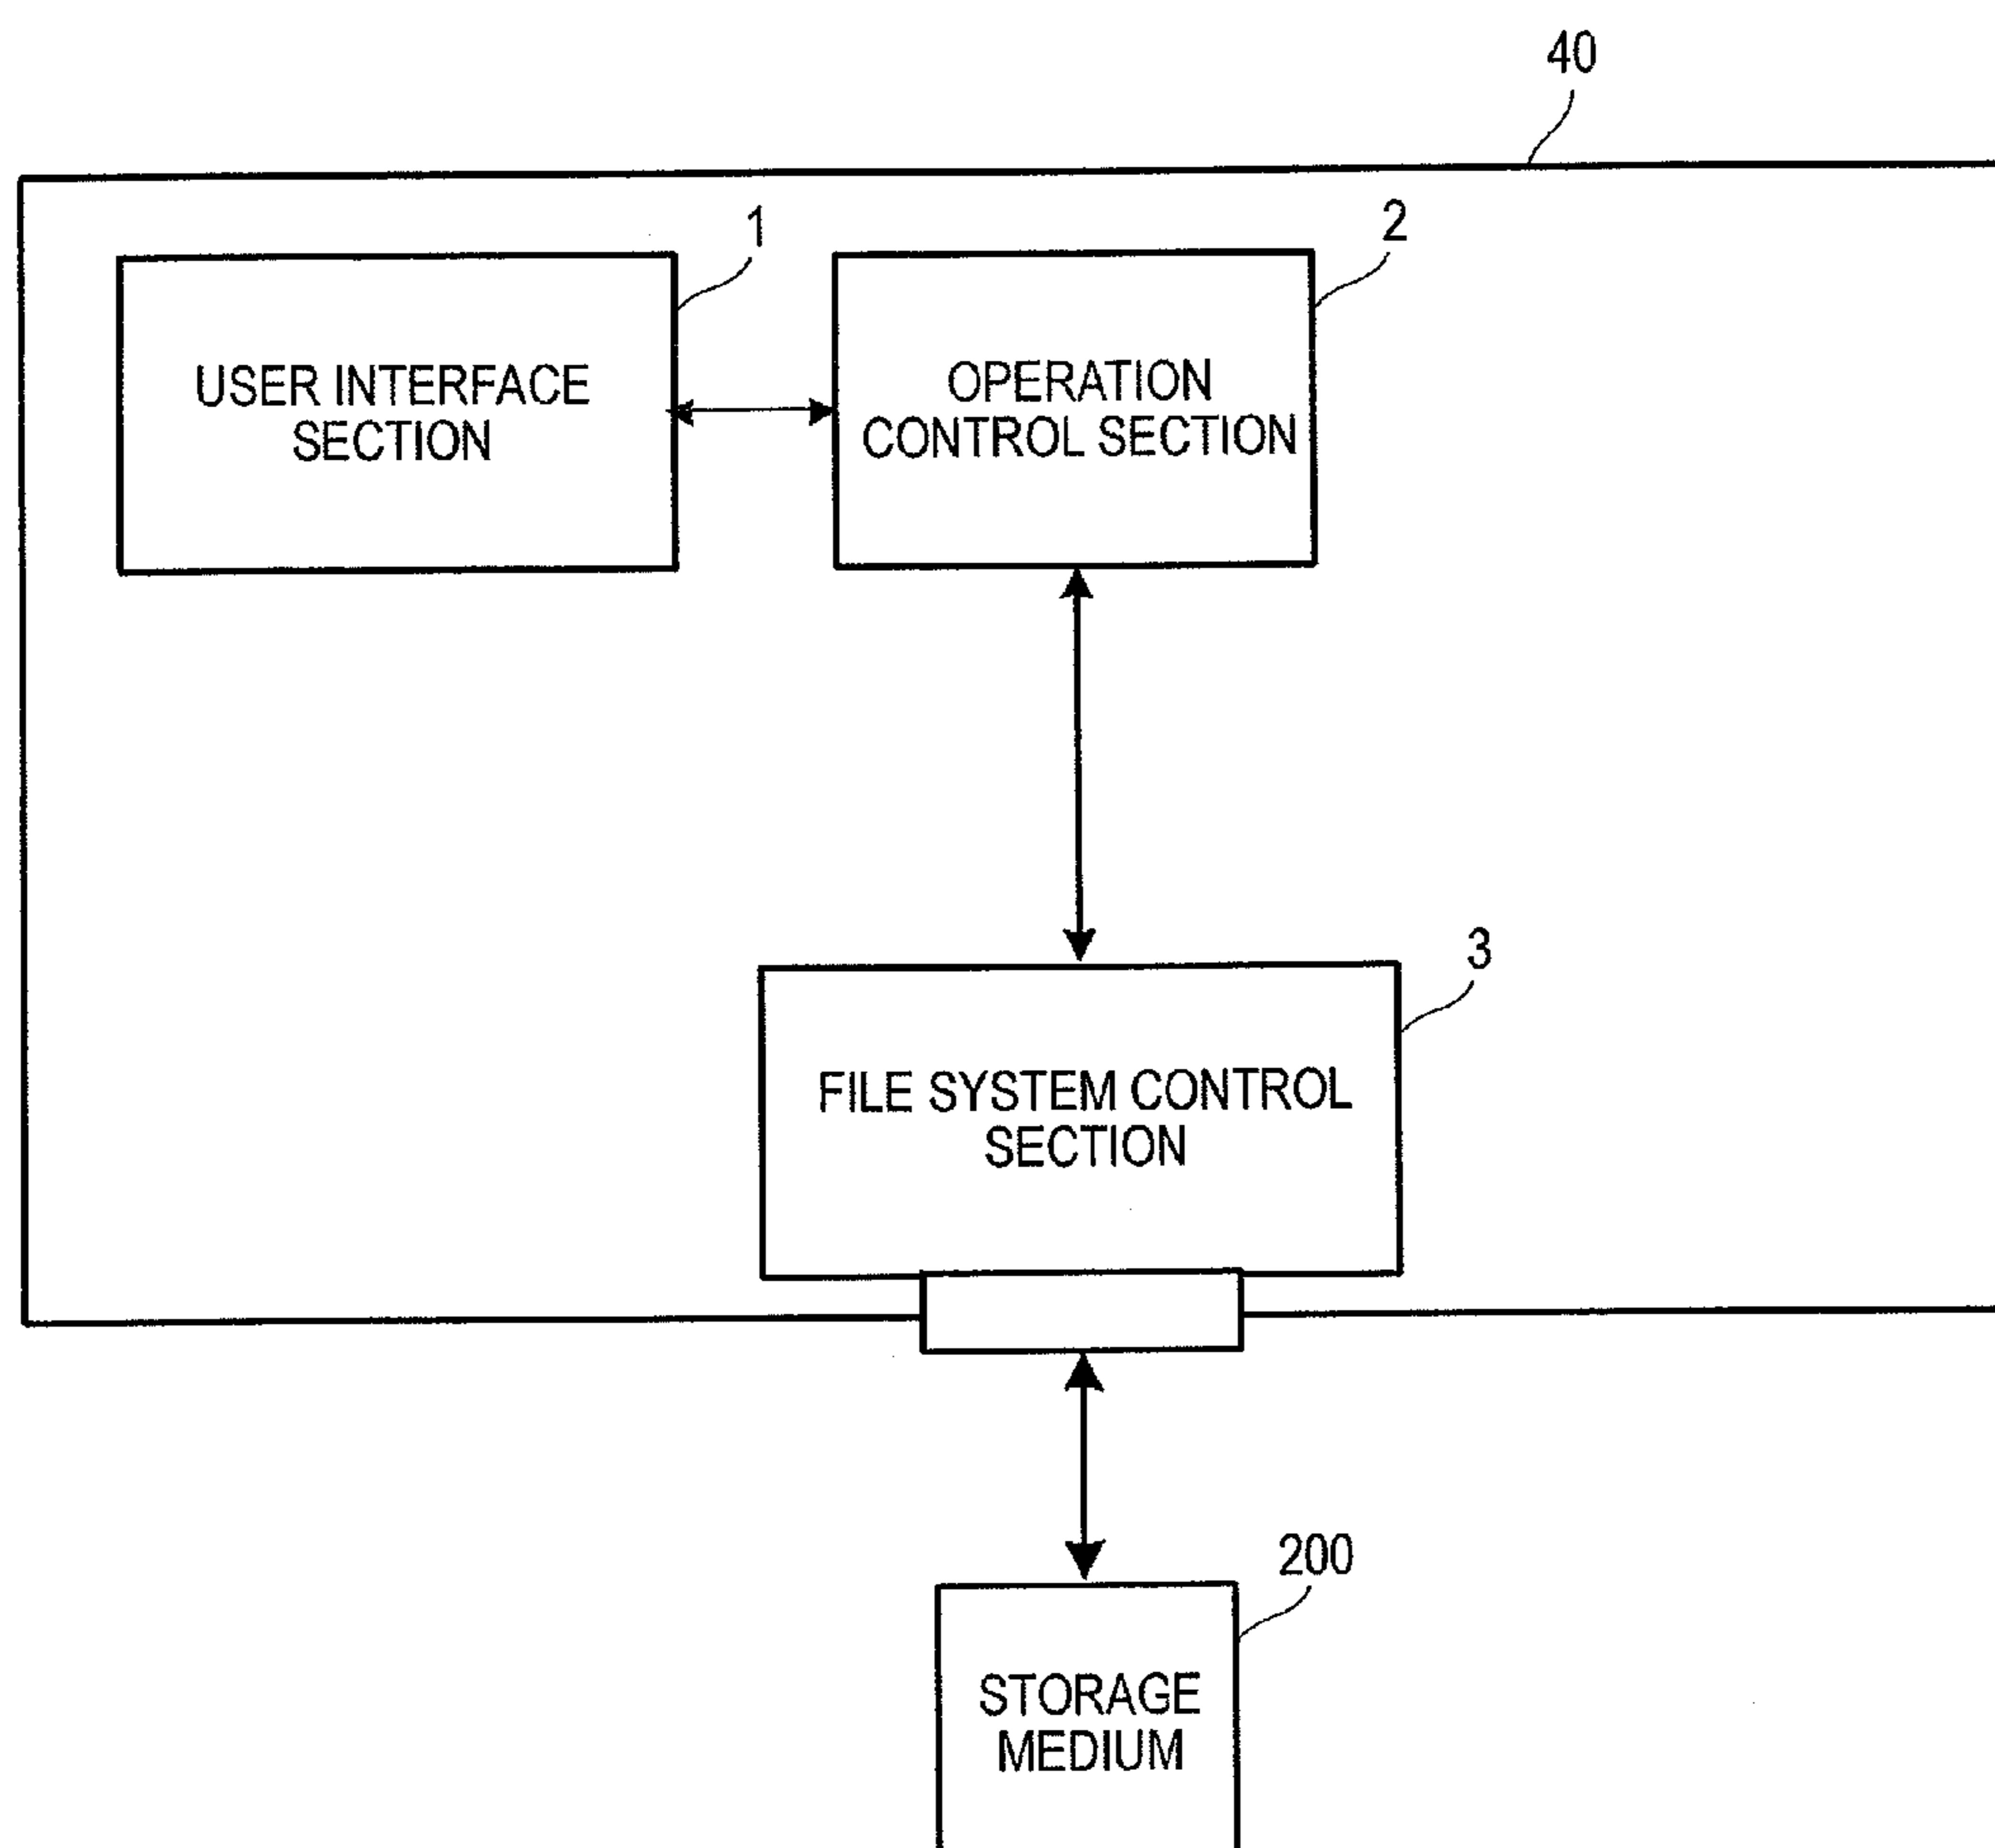 40
1
2
USER INTERFACE
SECTION
OPERATION
CONTROL SECTION
3
FILE SYSTEM CONTROL
SECTION
200
STORAGE
MEDIUM